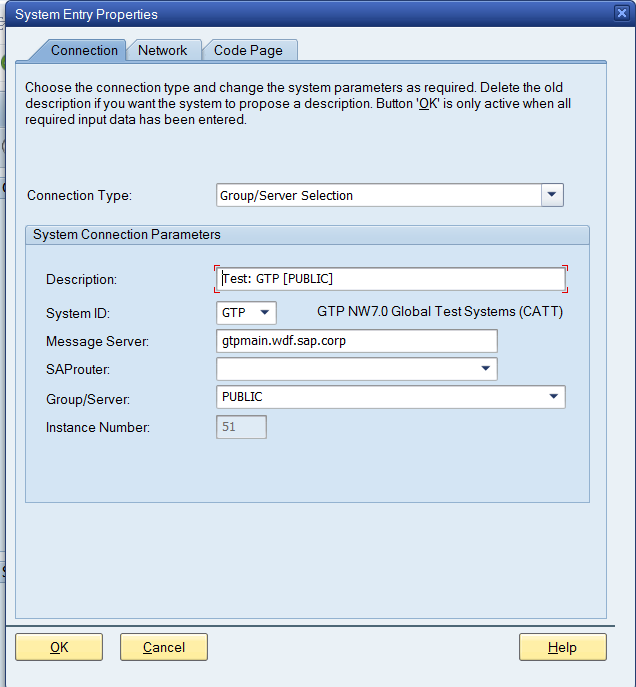 System Entry Properties
Connection Network Code Page
Choose the connection type and change the system parameters as required. Delete the old
description if you want the system to propose a description. Button 'OK' is only active when all
required input data has been entered.
Connection Type: Group/Server Selection
System Connection Parameters
Description: Test: GTP [PUBLIC]
System ID: GTP GTP NW7.0 Global Test Systems (CATT)
Message Server: gtpmain.wdf.sap.corp
SAProuter:
Group/Server: PUBLIC
Instance Number: 51
OK Cancel Help